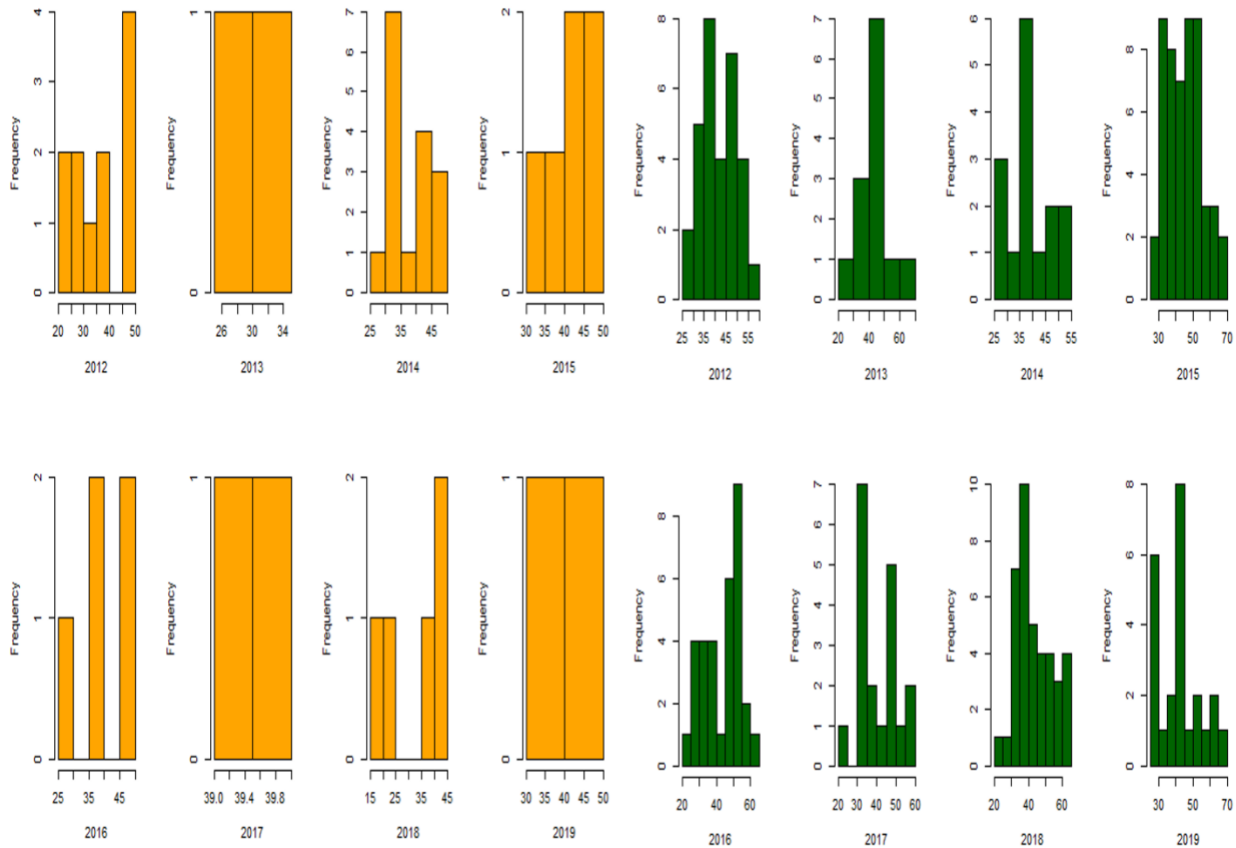 Frequency
0 1 2 3 4
20 30 40 50
2012
Frequency
0 1
26 30 34
2013
Frequency
0 1 2 3 4 5 6 7
25 35 45
2014
Frequency
0 1 2
30 35 40 45 50
2015
Frequency
0 2 4 6 8
25 35 45 55
2012
Frequency
0 1 2 3 4 5 6 7
20 40 60
2013
Frequency
0 1 2 3 4 5 6
25 35 45 55
2014
Frequency
0 2 4 6 8
30 50 70
2015
Frequency
0 1 2
25 35 45
2016
Frequency
0 1
39.0 39.4 39.8
2017
Frequency
0 1 2
15 25 35 45
2018
Frequency
0 1
30 35 40 45 50
2019
Frequency
0 2 4 6 8
20 40 60
2016
Frequency
0 1 2 3 4 5 6 7
20 30 40 50 60
2017
Frequency
0 2 4 6 8 10
20 40 60
2018
Frequency
0 2 4 6 8
30 50 70
2019